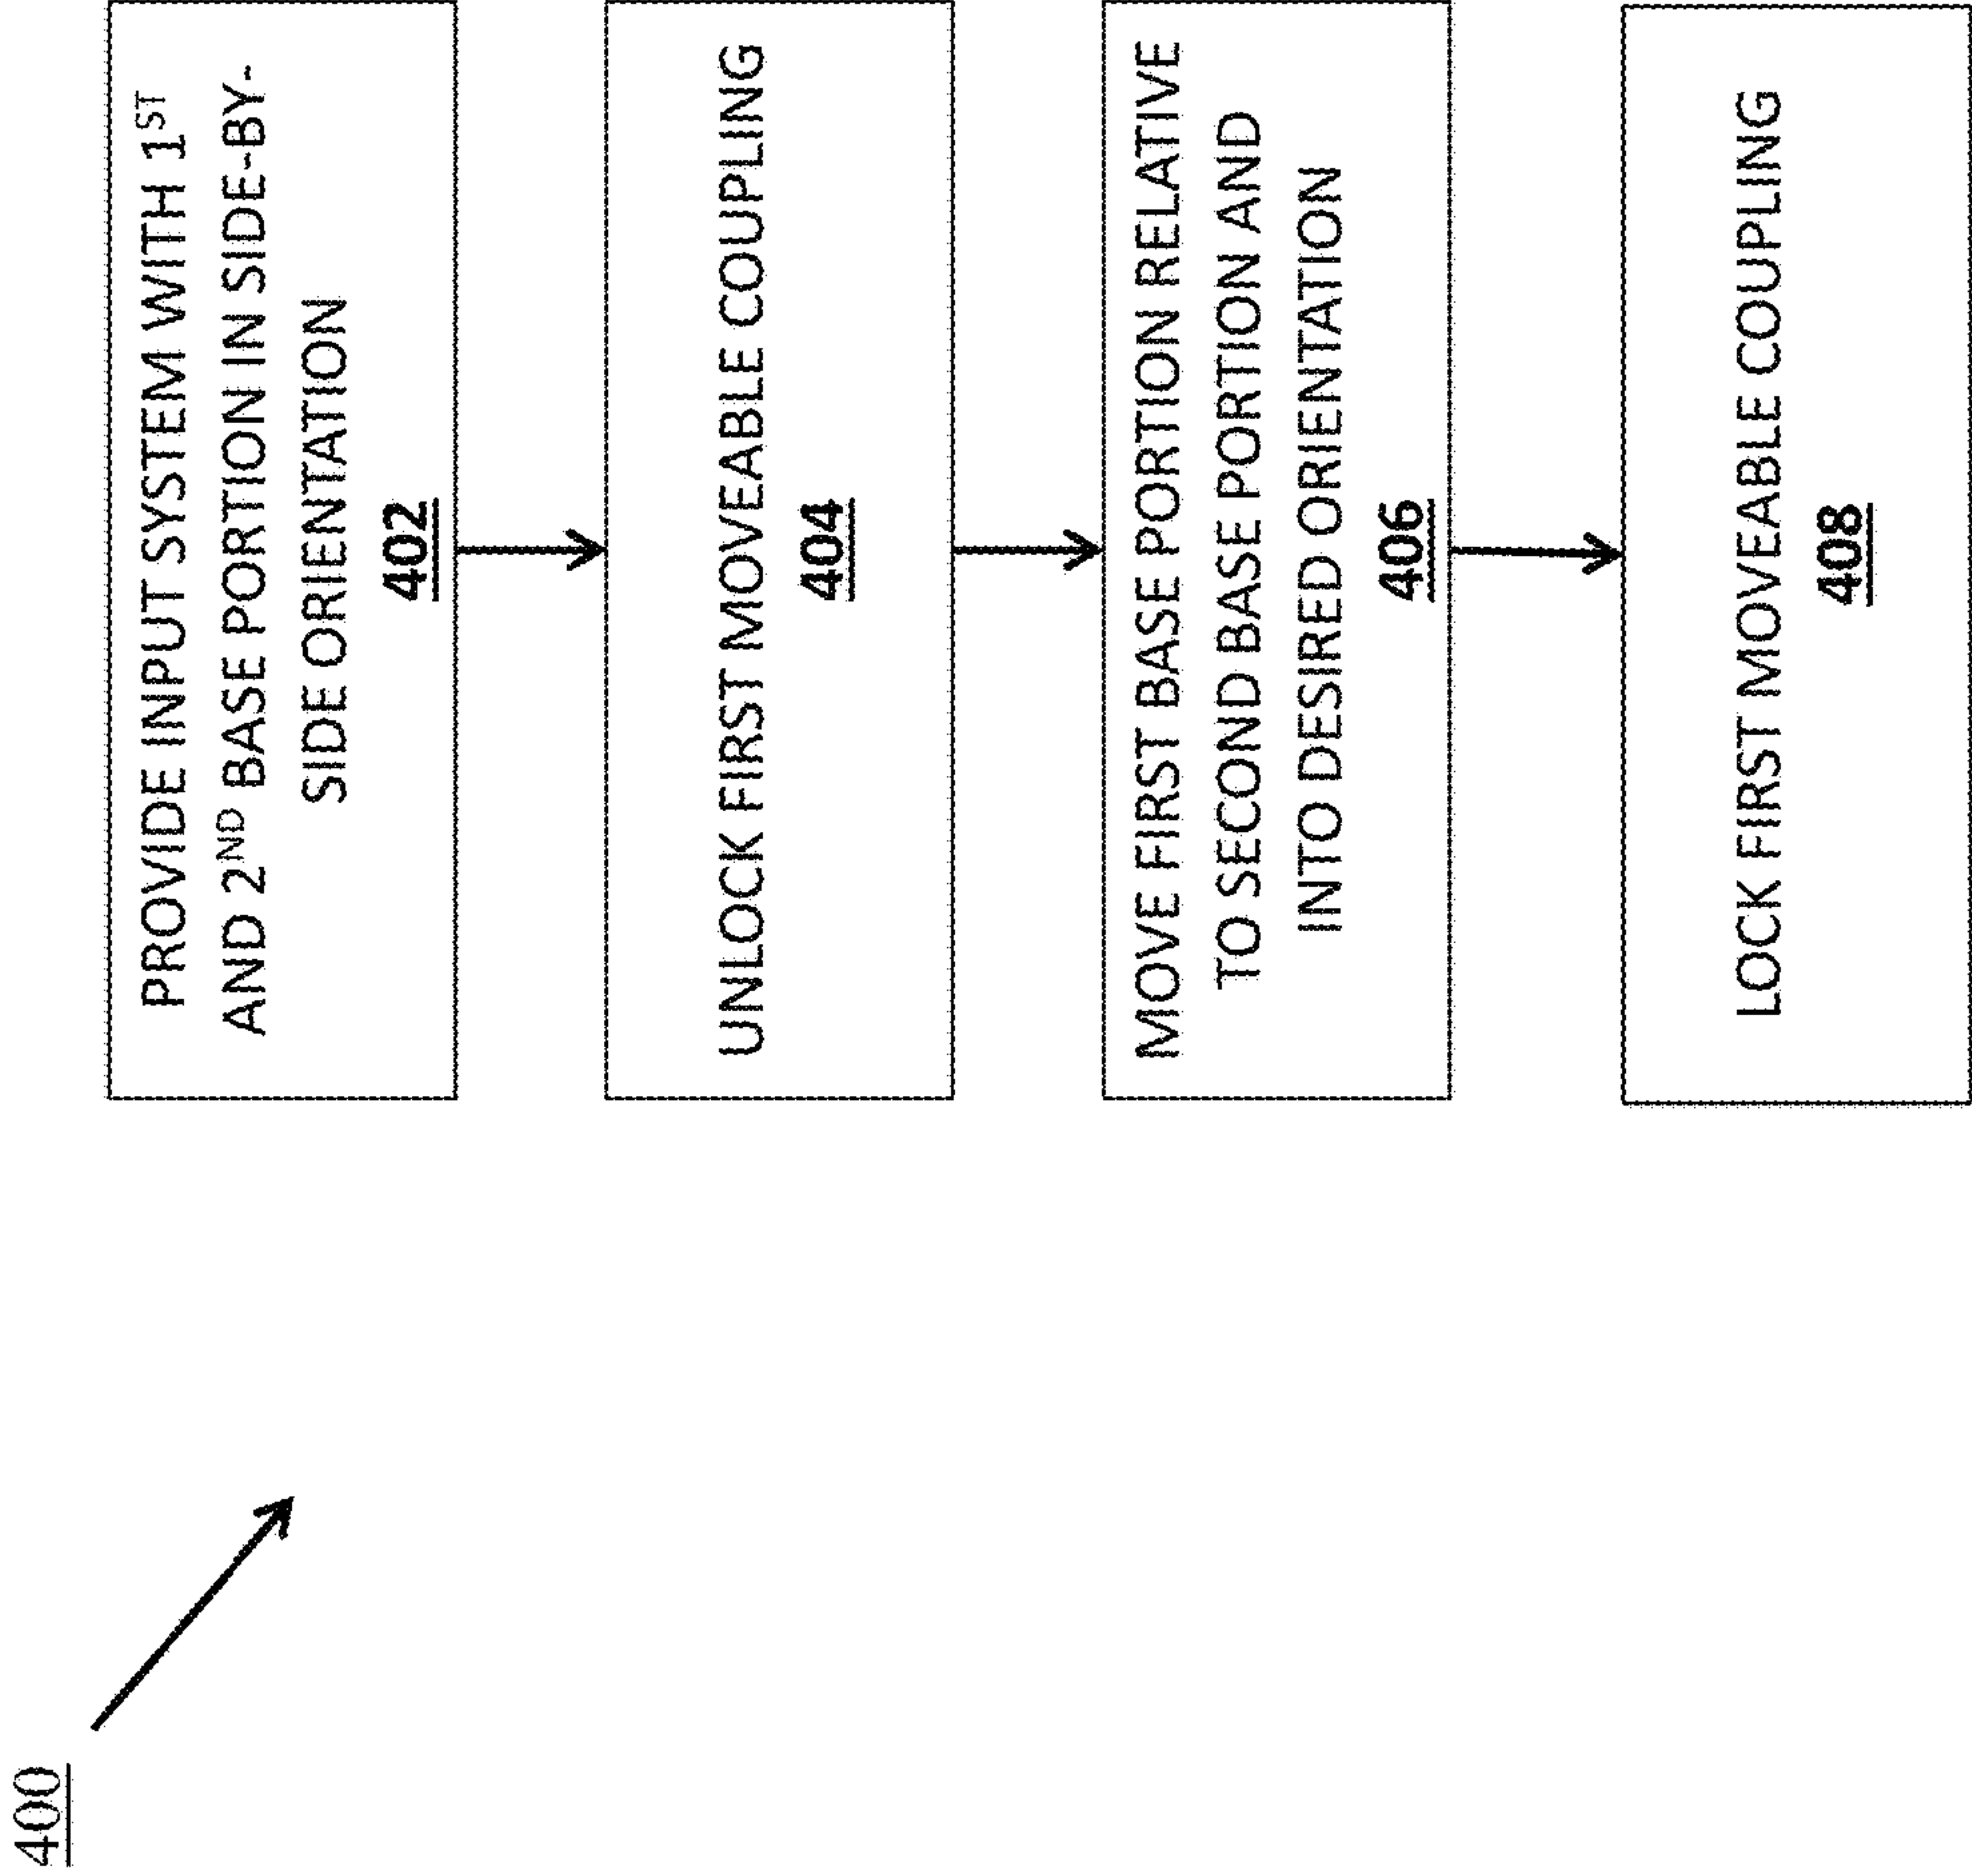 400
PROVIDE INPUT SYSTEM WITH 1ST
AND 2ND BASE PORTION IN SIDE-BY-
SIDE ORIENTATION
402
UNLOCK FIRST MOVEABLE COUPLING
404
MOVE FIRST BASE PORTION RELATIVE
TO SECOND BASE PORTION AND
INTO DESIRED ORIENTATION
406
LOCK FIRST MOVEABLE COUPLING
408